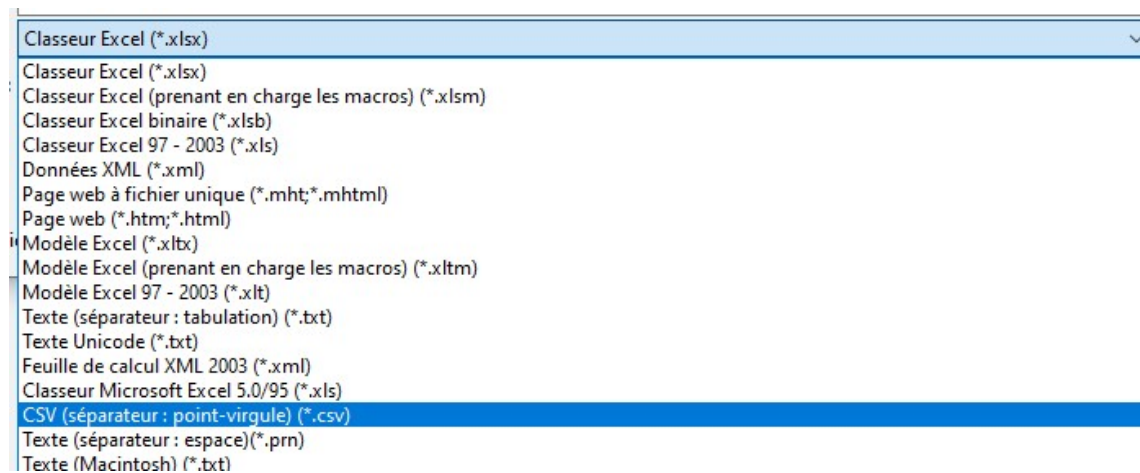 Classeur Excel (*.xlsx)
Classeur Excel (*.xlsx)
Classeur Excel (prenant en charge les macros) (*.xlsm)
Classeur Excel binaire (*.xlsb)
Classeur Excel 97 - 2003 (*.xls)
Données XML (*.xml)
Page web à fichier unique (*.mht;*.mhtml)
Page web (*.htm;*.html)
Modèle Excel (*.xltx)
Modèle Excel (prenant en charge les macros) (*.xltm)
Modèle Excel 97 - 2003 (*.xlt)
Texte (séparateur : tabulation) (*.txt)
Texte Unicode (*.txt)
Feuille de calcul XML 2003 (*.xml)
Classeur Microsoft Excel 5.0/95 (*.xls)
CSV (séparateur : point-virgule) (*.csv)
Texte (séparateur : espace)(*.prn)
Texte (Macintosh) (*.txt)